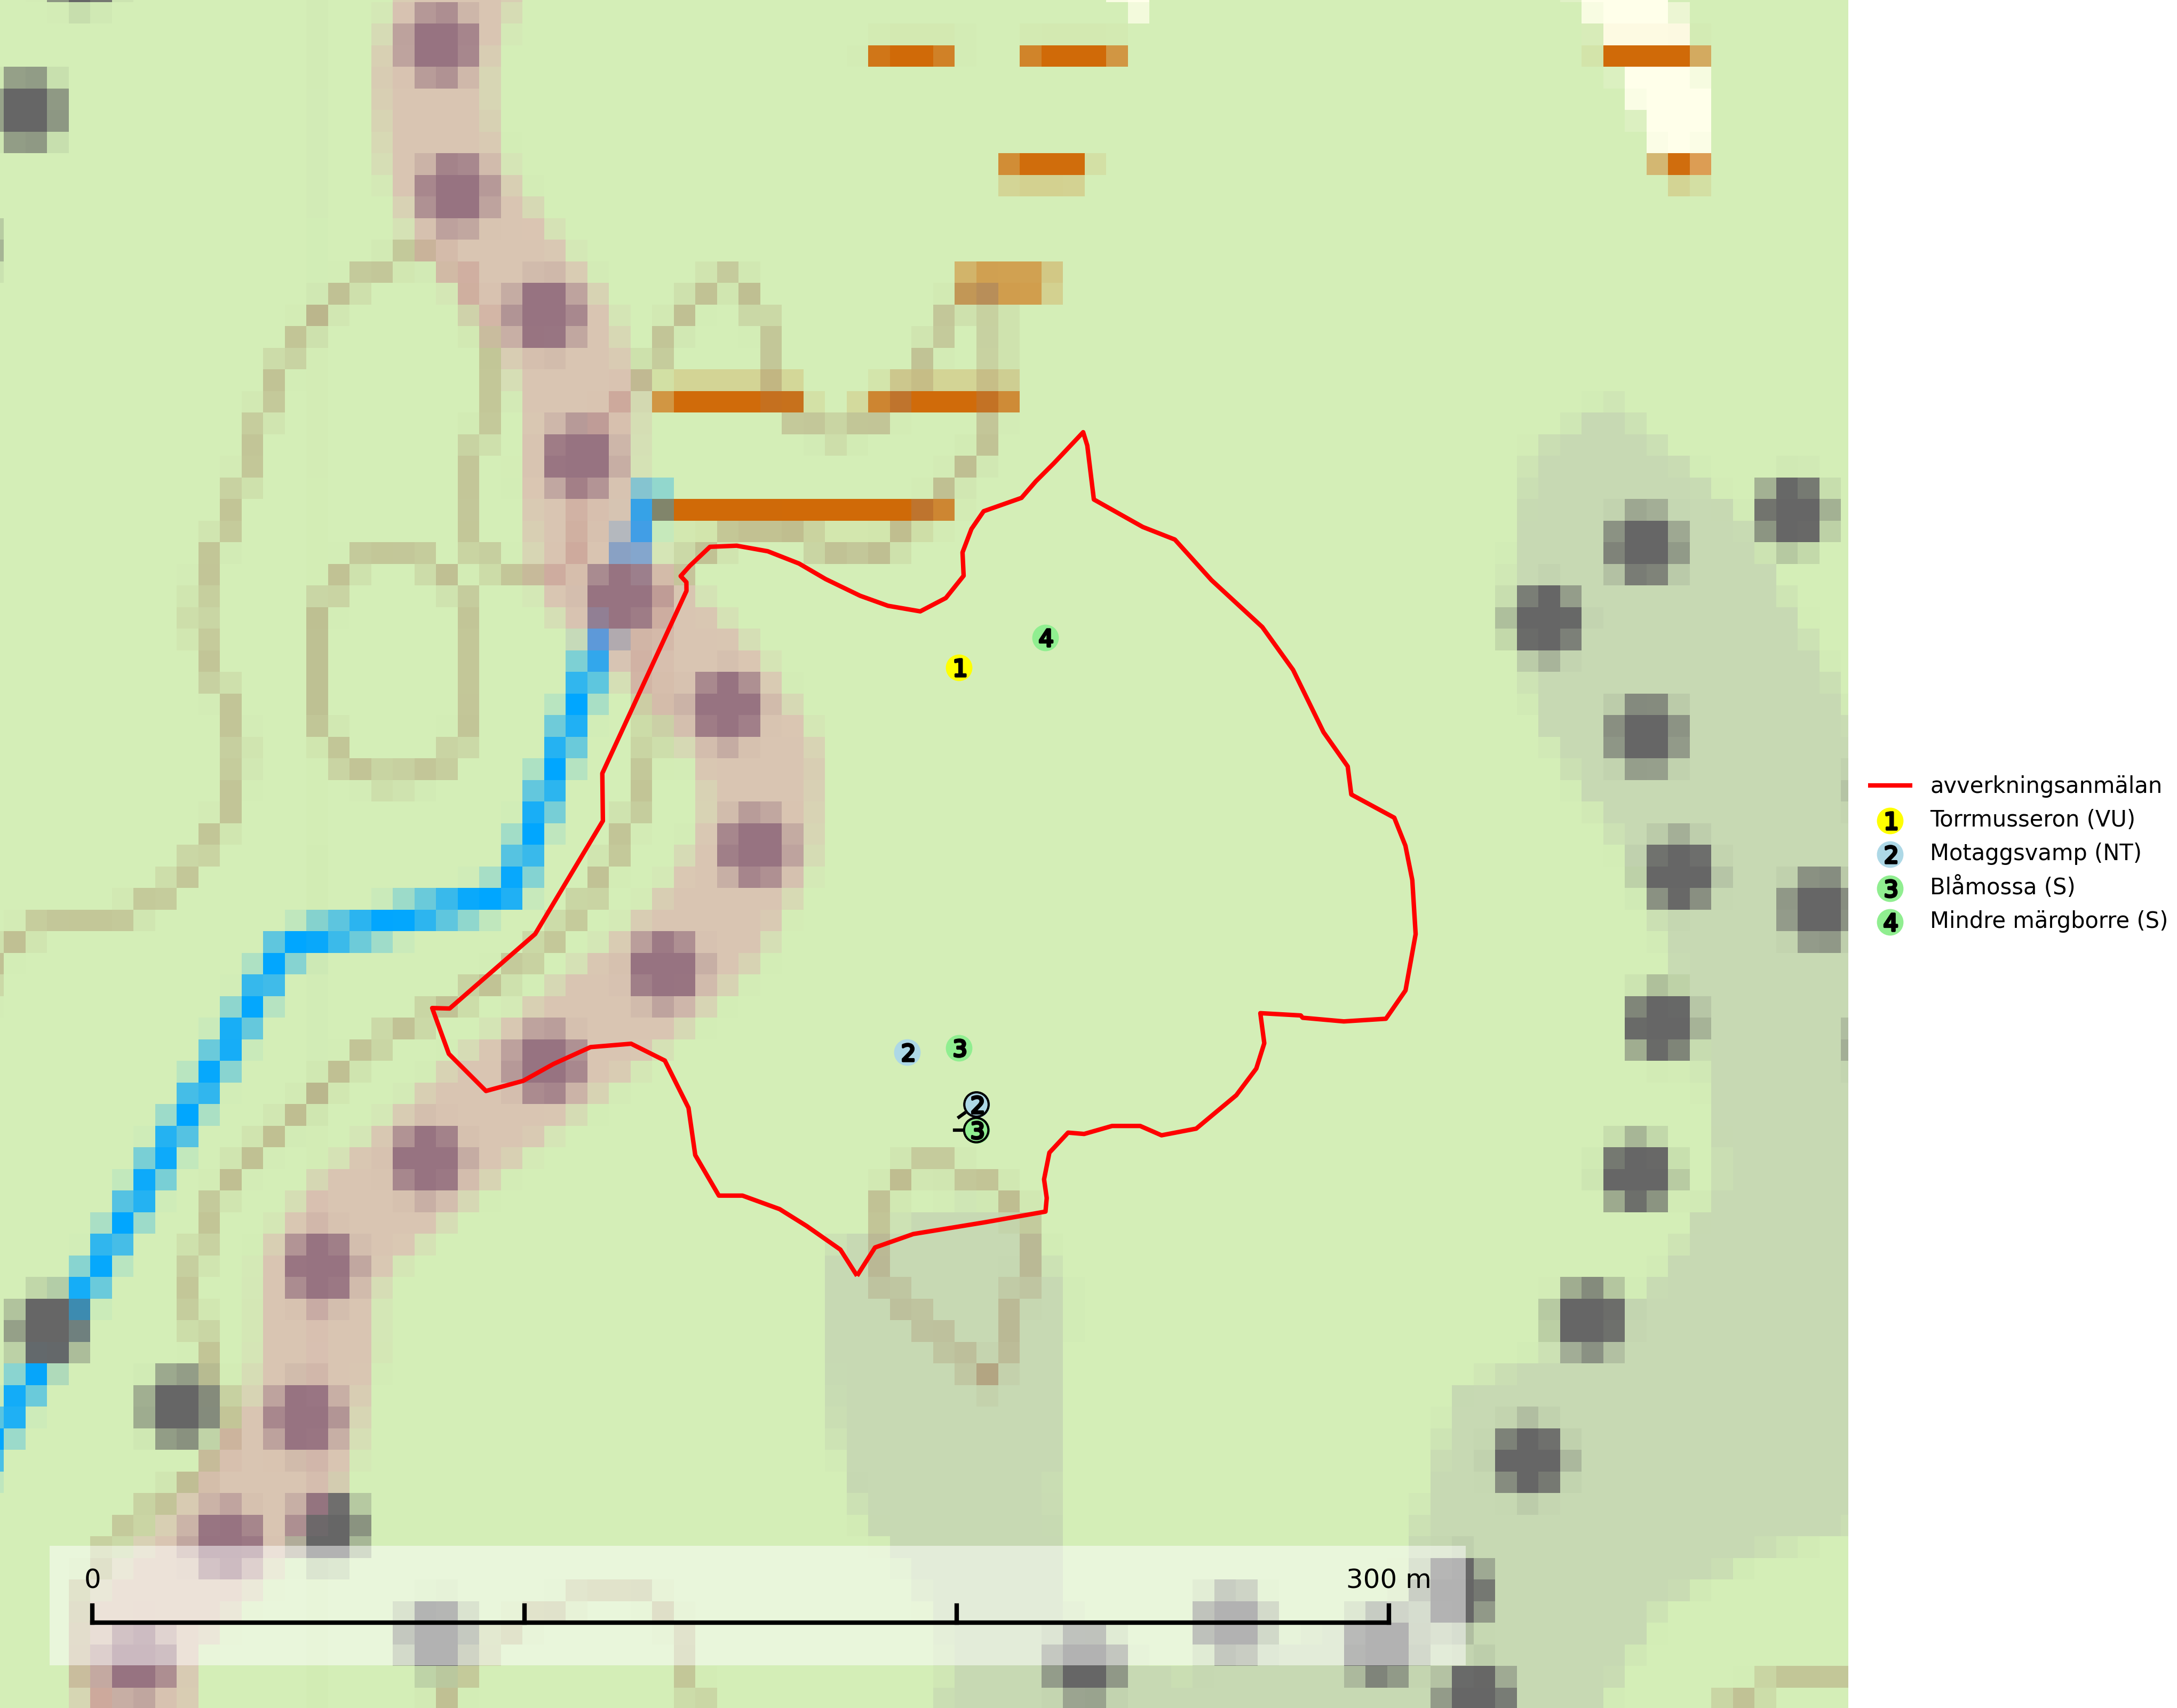 4
1
2
3
2
3
0
300 m
avverkningsanmälan
1 Torrmusseron (VU)
2 Motaggsvamp (NT)
3 Blåmossa (S)
4 Mindre märgborre (S)